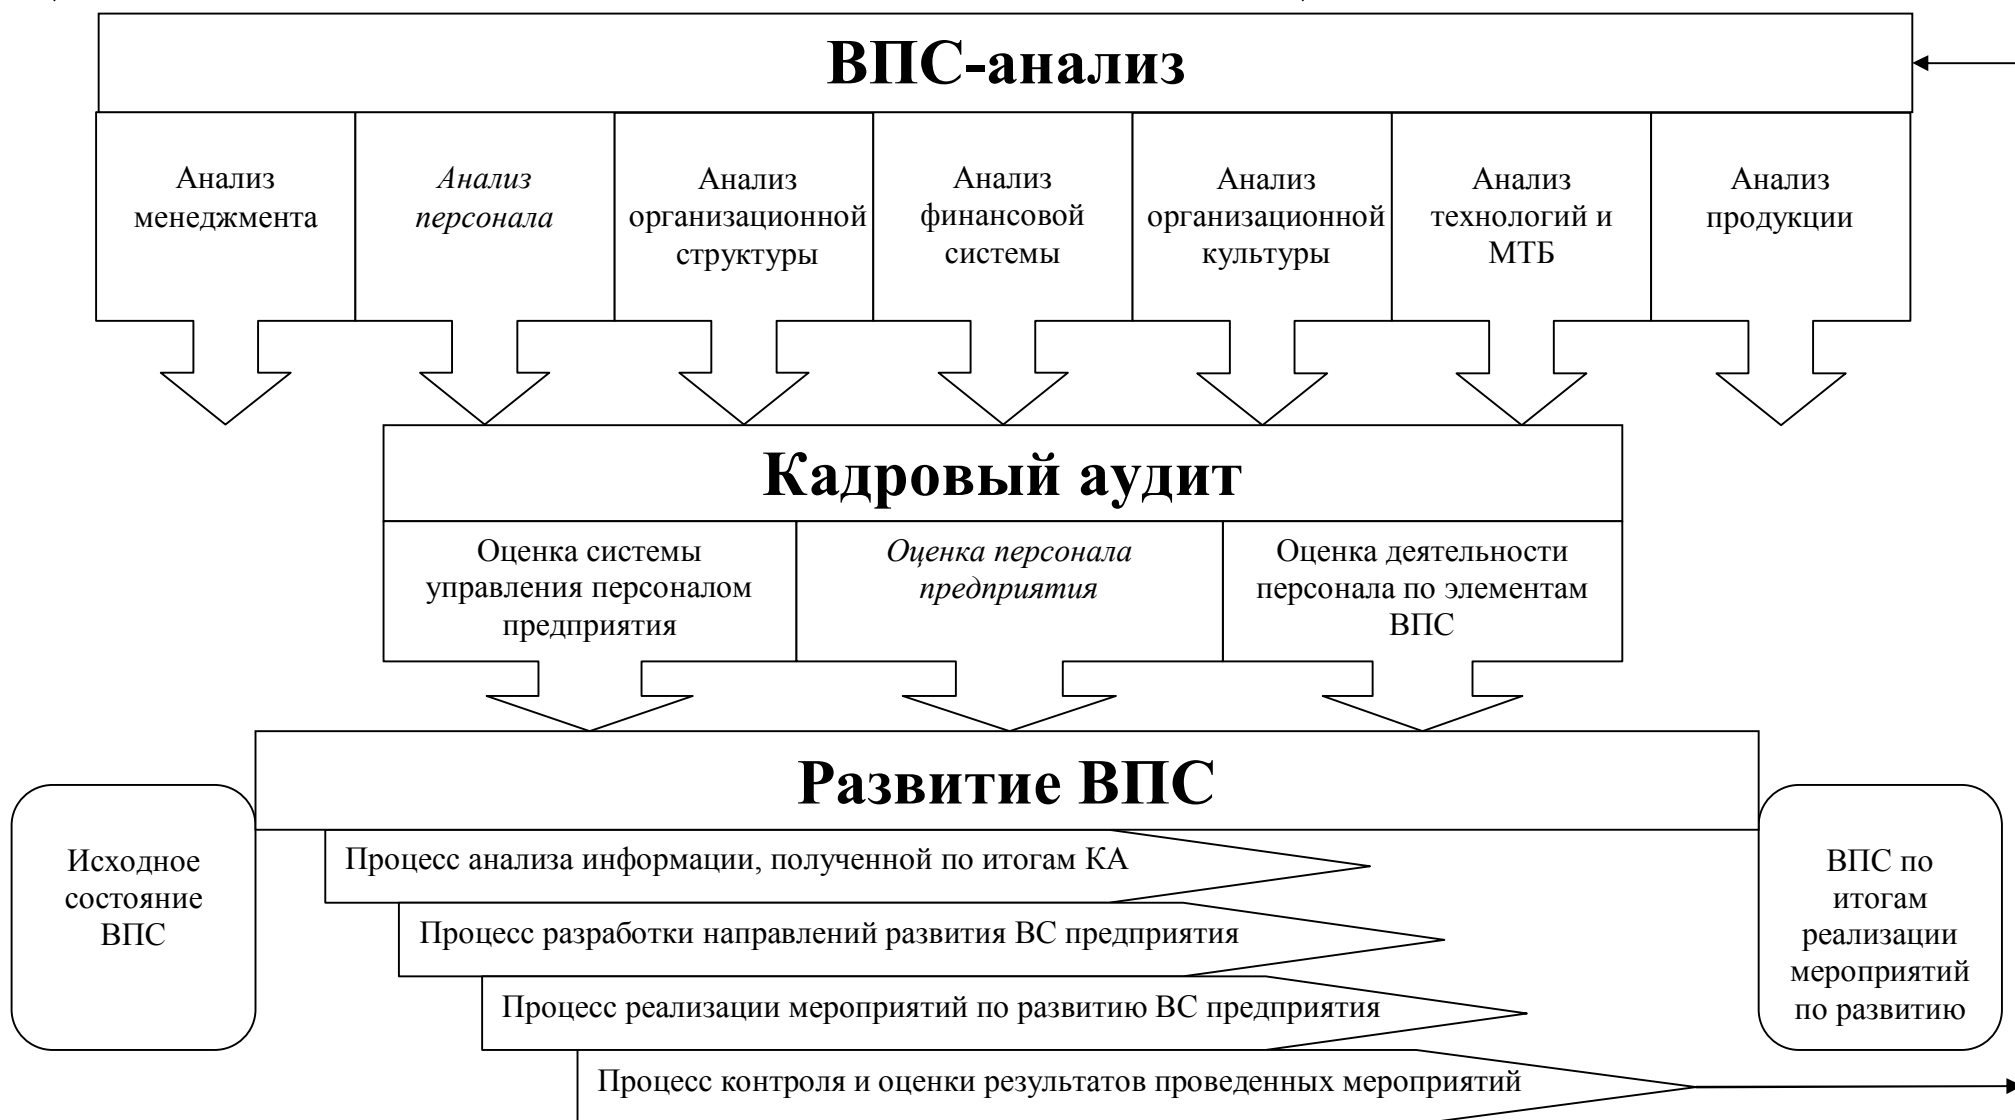 ВПС-анализ
Анализ
менеджмента
Анализ
персонала
Анализ
организационной
структуры
Анализ
финансовой
системы
Анализ
организационной
культуры
Анализ
технологий и
МТБ
Анализ
продукции
Кадровый аудит
Оценка системы
управления персоналом
предприятия
Оценка персонала
предприятия
Оценка деятельности
персонала по элементам
ВПС
Развитие ВПС
Исходное
состояние
ВПС
Процесс анализа информации, полученной по итогам КА
Процесс разработки направлений развития ВС предприятия
Процесс реализации мероприятий по развитию ВС предприятия
Процесс контроля и оценки результатов проведенных мероприятий
ВПС по
итогам
реализации
мероприятий
по развитию